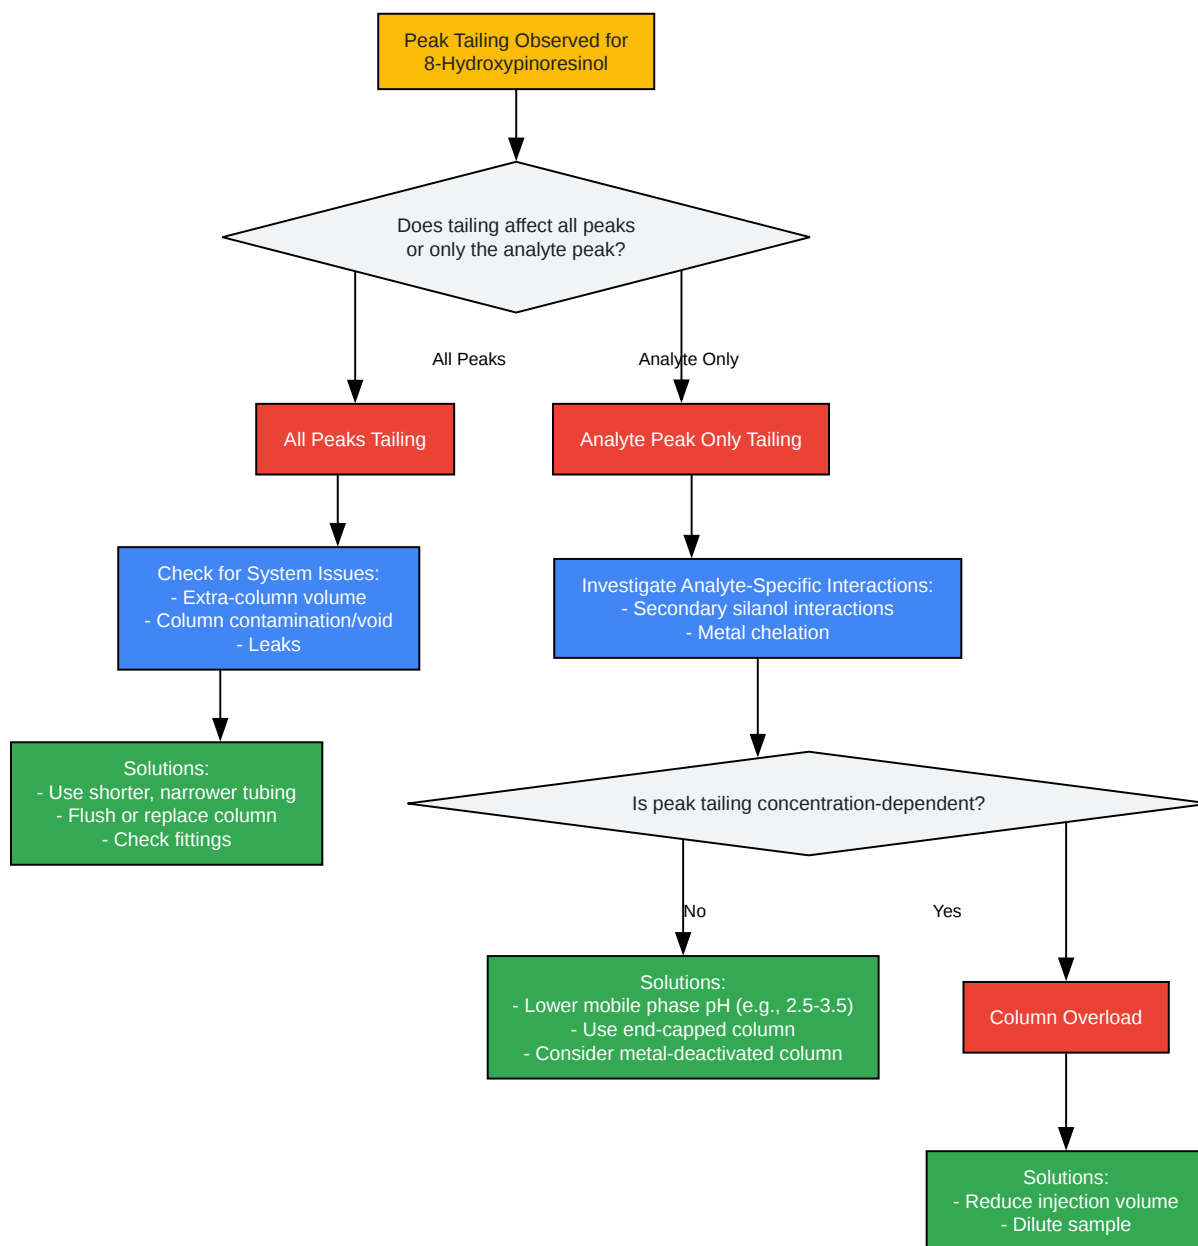 Peak Tailing Observed for
8-Hydroxypinoresinol
Does tailing affect all peaks
or only the analyte peak?
All Peaks
Analyte Only
All Peaks Tailing
Analyte Peak Only Tailing
Check for System Issues:
- Extra-column volume
- Column contamination/void
- Leaks
Investigate Analyte-Specific Interactions:
- Secondary silanol interactions
- Metal chelation
Solutions:
- Use shorter, narrower tubing
- Flush or replace column
- Check fittings
Is peak tailing concentration-dependent?
No
Yes
Solutions:
- Lower mobile phase pH (e.g., 2.5-3.5)
- Use end-capped column
- Consider metal-deactivated column
Column Overload
Solutions:
- Reduce injection volume
- Dilute sample